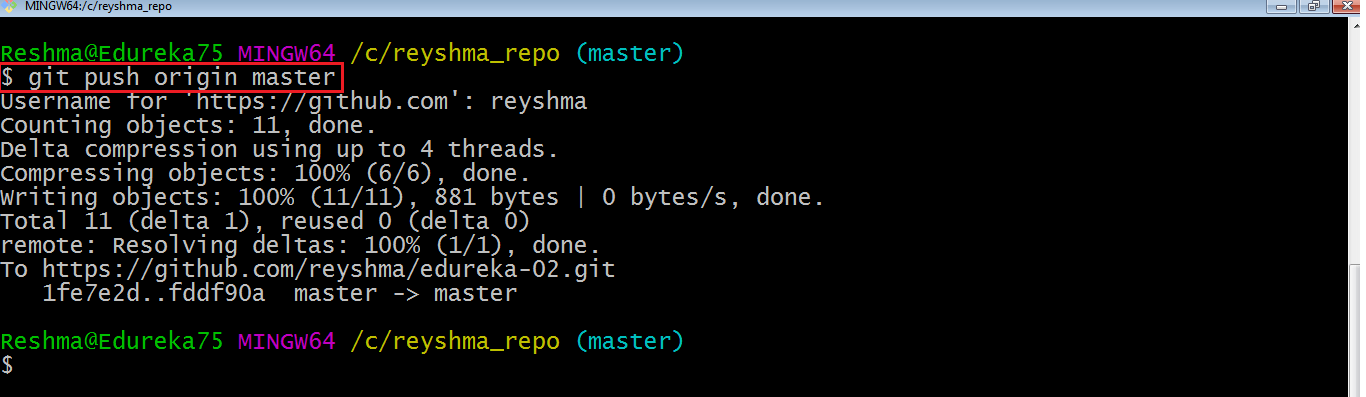 MINGW64:/c/reyshma_repo
Reshma@Edureka75 MINGW64 /c/reyshma_repo (master)
$ git push origin master
Username for 'https://github.com': reyshma
Counting objects: 11, done.
Delta compression using up to 4 threads.
Compressing objects: 100% (6/6), done.
Writing objects: 100% (11/11), 881 bytes | 0 bytes/s, done.
Total 11 (delta 1), reused 0 (delta 0)
remote: Resolving deltas: 100% (1/1), done.
To https://github.com/reyshma/edureka-02.git
   1fe7e2d..fddf90a  master -> master
Reshma@Edureka75 MINGW64 /c/reyshma_repo (master)
$